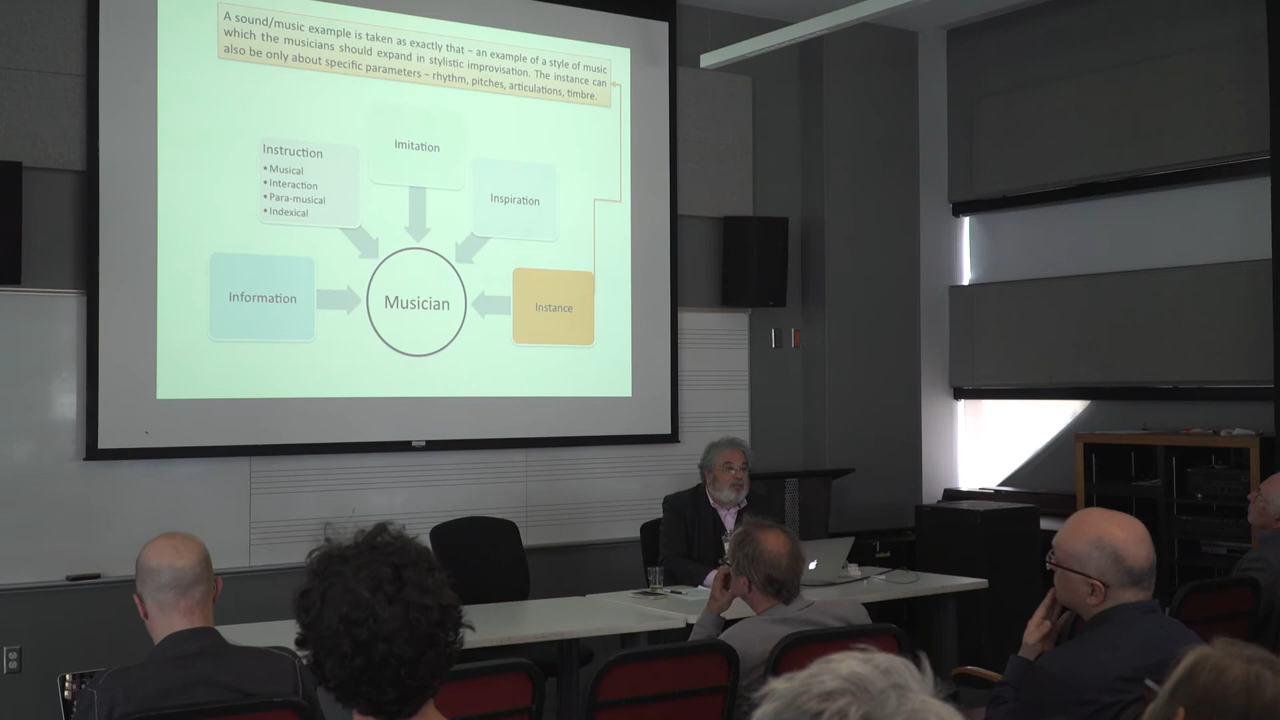 A sound/music example is taken as exactly that – an example of a style of music
which the musicians should expand in stylistic improvisation. The instance can
also be only about specific parameters – rhythm, pitches, articulations, timbre.
Imitation
Instruction
• Musical
• Interaction
• Para-musical
• Indexical
Inspiration
Information
Musician
Instance